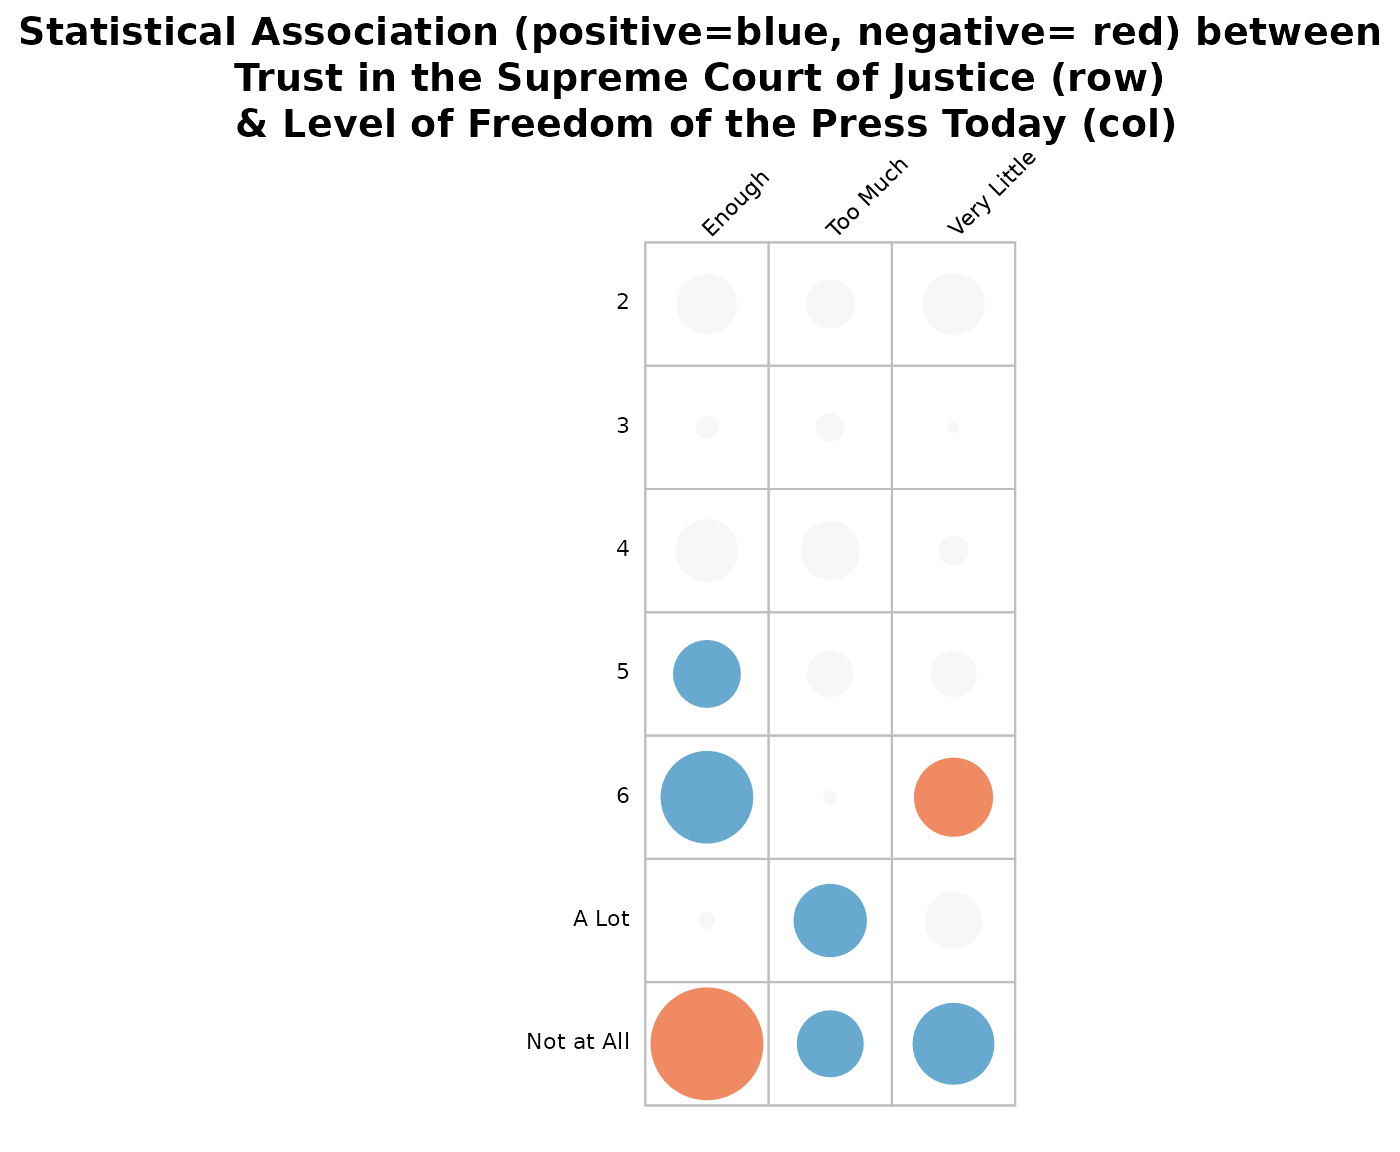 Statistical Association (positive=blue, negative= red) between
Trust in the Supreme Court of Justice (row)
& Level of Freedom of the Press Today (col)
Enough
Too Much
Very Little
2
3
4
5
6
A Lot
Not at All